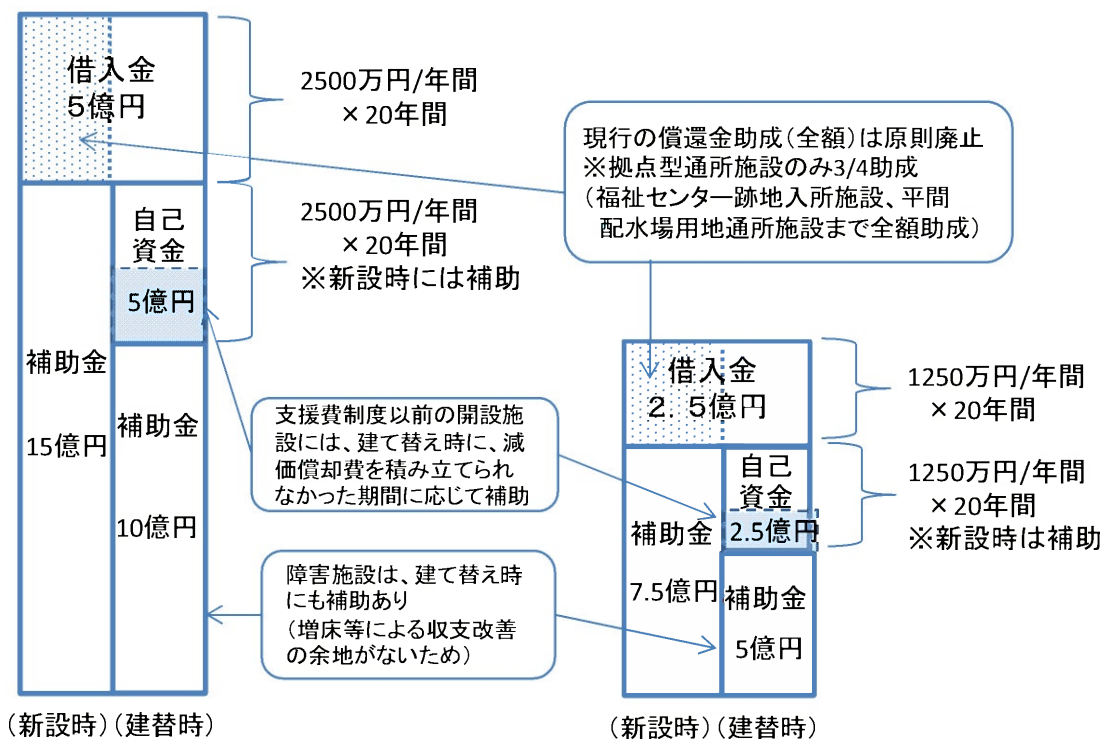 借入金
５億円
2500万円/年間
×20年間
自己
資金
5億円
2500万円/年間
×20年間
※新設時には補助
補助金
15億円
補助金
10億円
（新設時）（建替時）
現行の償還金助成（全額）は原則廃止
※拠点型通所施設のみ3/4助成
（福祉センター跡地入所施設、平間
配水場用地通所施設まで全額助成）
支援費制度以前の開設施
設には、建て替え時に、減
価償却費を積み立てられ
なかった期間に応じて補助
障害施設は、建て替え時
にも補助あり
（増床等による収支改善
の余地がないため）
借入金
２．５億円
1250万円/年間
×20年間
自己
資金
2.5億円
1250万円/年間
×20年間
※新設時は補助
補助金
7.5億円
補助金
5億円
（新設時）（建替時）